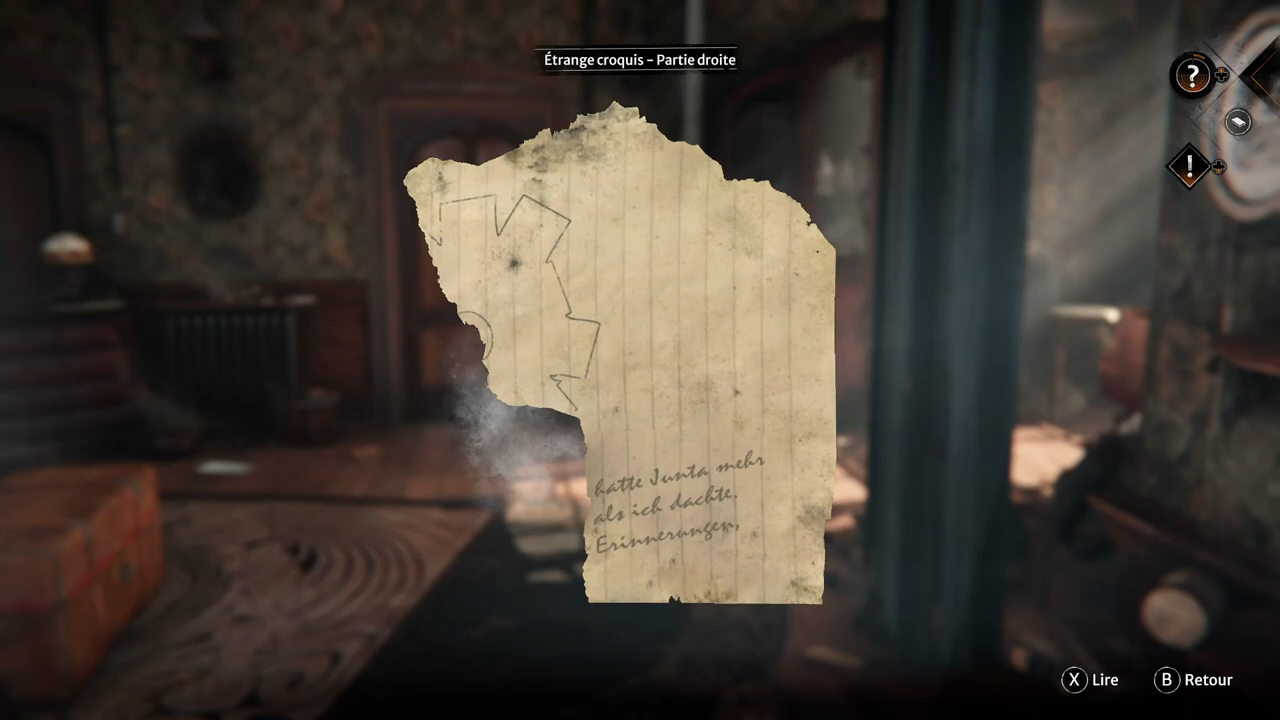 Étrange croquis - Partie droite
?
!
hatte Junta mehr
als ich dachte.
Erinnerungen,
X Lire
B Retour